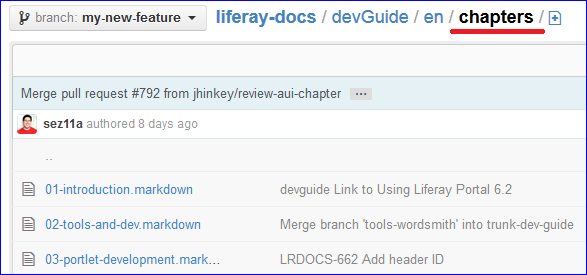 branch: my-new-feature liferay-docs / devGuide / en / chapters /
Merge pull request #792 from jhinkey/review-aui-chapter ...
sez11a authored 8 days ago
..
01-introduction.markdown devguide Link to Using Liferay Portal 6.2
02-tools-and-dev.markdown Merge branch 'tools-wordsmith' into trunk-dev-guide
03-portlet-development.mark... LRDOCS-662 Add header ID